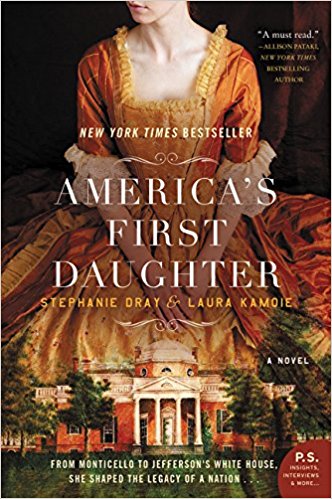 "A must read."
—ALLISON PATAKI,
NEW YORK TIMES
BESTSELLING
AUTHOR
NEW YORK TIMES BESTSELLER
AMERICA'S
FIRST
DAUGHTER
STEPHANIE DRAY & LAURA KAMOIE
A NOVEL
FROM MONTICELLO TO JEFFERSON'S WHITE HOUSE,
SHE SHAPED THE LEGACY OF A NATION . . .
P.S.
INSIGHTS,
INTERVIEWS
& MORE...